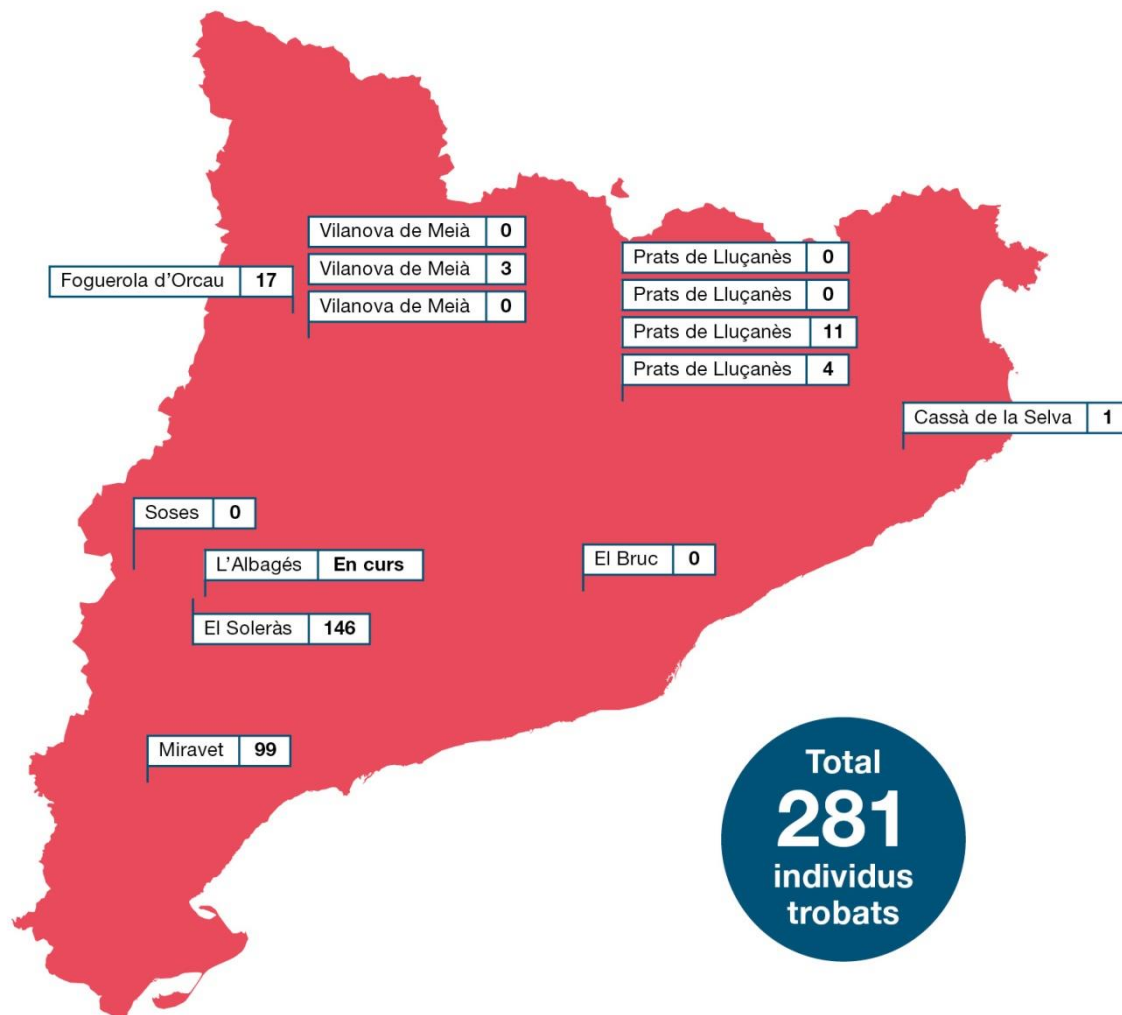 Vilanova de Meià 0
Vilanova de Meià 3
Vilanova de Meià 0
Foguerola d’Orcau 17
Prats de Lluçanès 0
Prats de Lluçanès 0
Prats de Lluçanès 11
Prats de Lluçanès 4
Cassà de la Selva 1
Soses 0
L’Albagés En curs
El Bruc 0
El Soleràs 146
Miravet 99
Total
281
individus
trobats